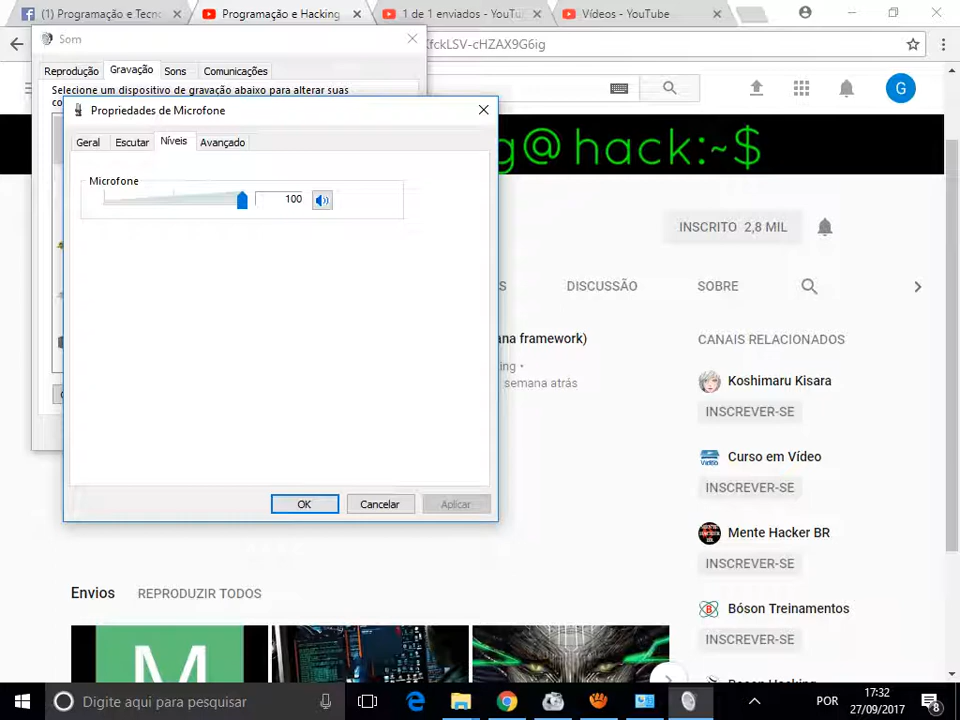 (1) Programação e Tecno
Programação e Hacking
1 de 1 enviados - YouTu
Vídeos - YouTube
Som
fckLSV-cHZAX9G6ig
Reprodução
Gravação
Sons
Comunicações
Selecione um dispositivo de gravação abaixo para alterar suas
Propriedades de Microfone
G
Geral
Escutar
Níveis
Avançado
g@hack:~$
Microfone
100
INSCRITO 2,8 MIL
DISCUSSÃO
SOBRE
ana framework)
CANAIS RELACIONADOS
semana atrás
Koshimaru Kisara
INSCREVER-SE
Curso em Vídeo
INSCREVER-SE
OK
Cancelar
Aplicar
Mente Hacker BR
INSCREVER-SE
Envios
REPRODUZIR TODOS
Bóson Treinamentos
INSCREVER-SE
M
Digite aqui para pesquisar
POR
17:32
27/09/2017
8